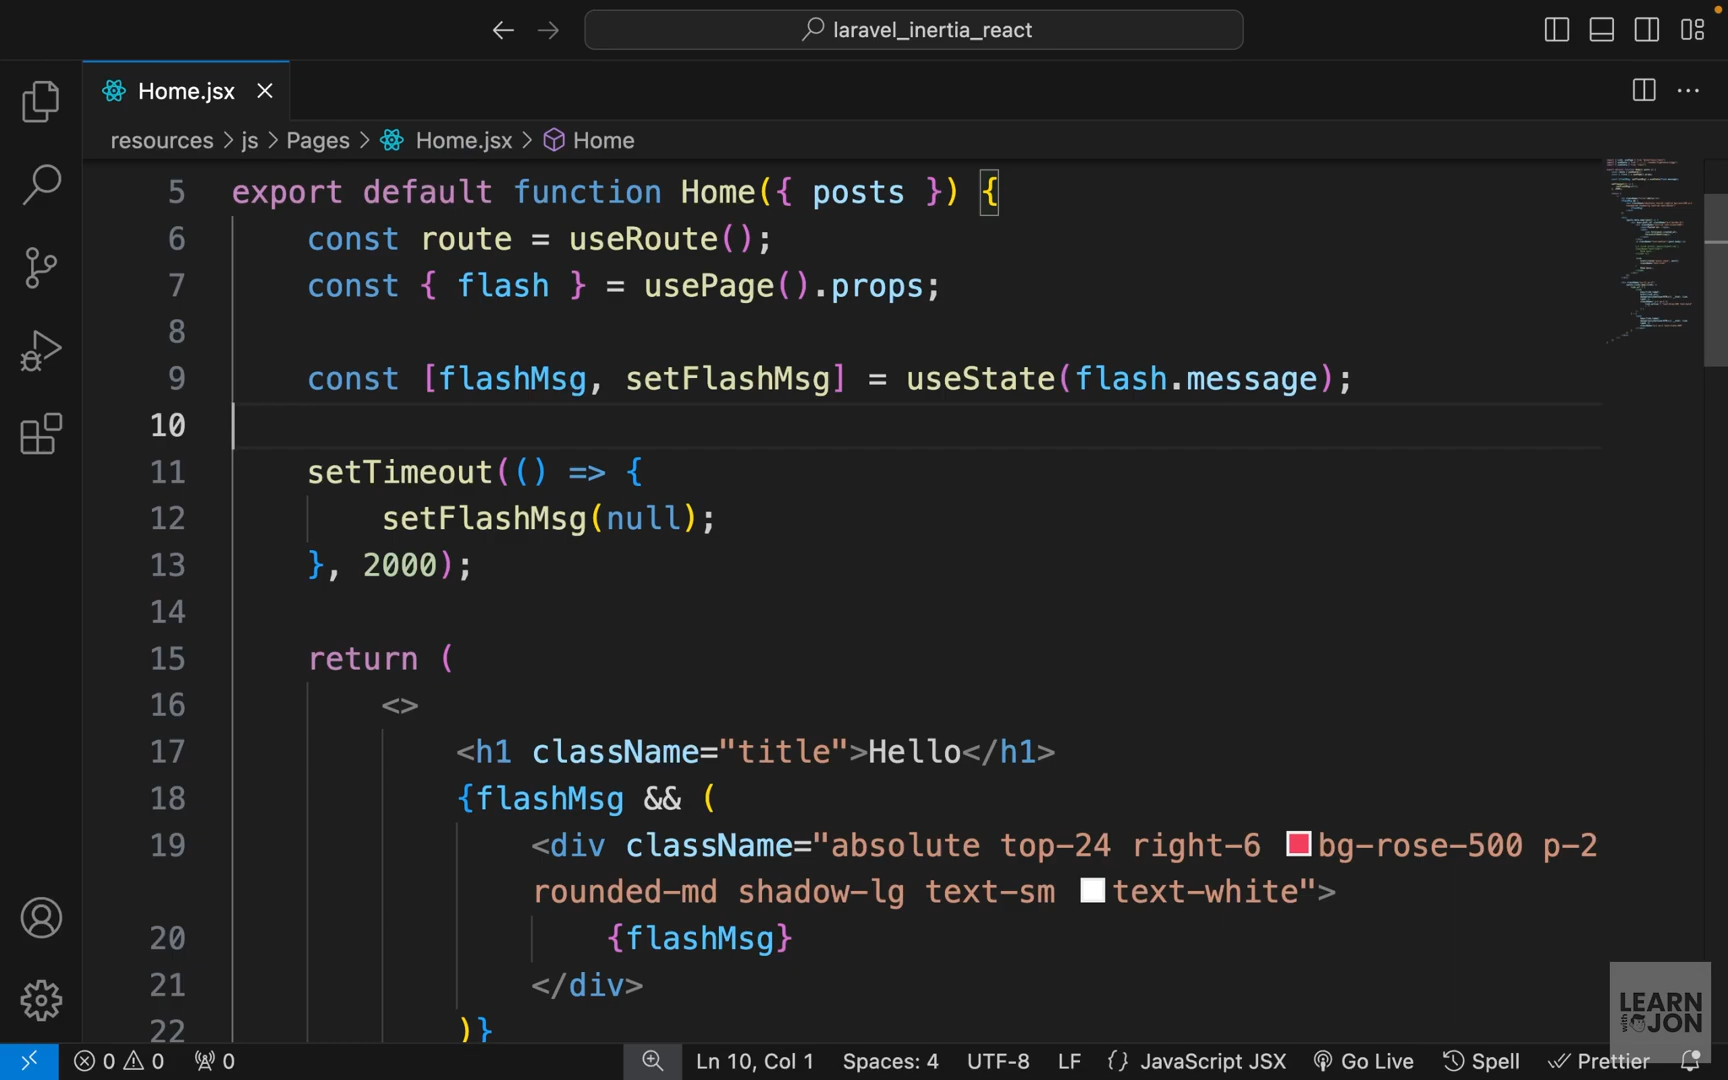 laravel_inertia_react
Home.jsx
resources > js > Pages > Home.jsx > Home
5 export default function Home({ posts }) {
6 const route = useRoute();
7 const { flash } = usePage().props;
8
9 const [flashMsg, setFlashMsg] = useState(flash.message);
10
11 setTimeout(() => {
12 setFlashMsg(null);
13 }, 2000);
14
15 return (
16 <>
17 <h1 className="title">Hello</h1>
18 {flashMsg && (
19 <div className="absolute top-24 right-6 bg-rose-500 p-2
rounded-md shadow-lg text-sm text-white">
20 {flashMsg}
21 </div>
22 )}
LEARN
with JON
0 0 0 Ln 10, Col 1 Spaces: 4 UTF-8 LF {} JavaScript JSX Go Live Spell Prettier